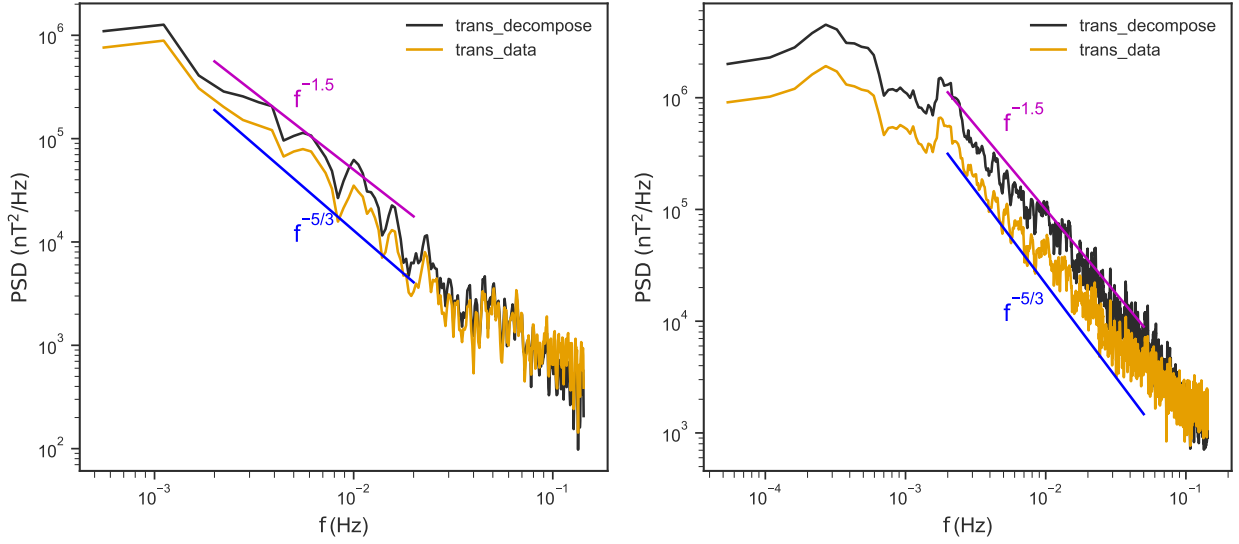 trans_decompose
trans_data
10^6
10^5
10^4
10^3
10^2
PSD (nT^2/Hz)
f^-1.5
f^-5/3
10^-3
10^-2
10^-1
f (Hz)
trans_decompose
trans_data
10^6
10^5
10^4
10^3
PSD (nT^2/Hz)
f^-1.5
f^-5/3
10^-4
10^-3
10^-2
10^-1
f (Hz)